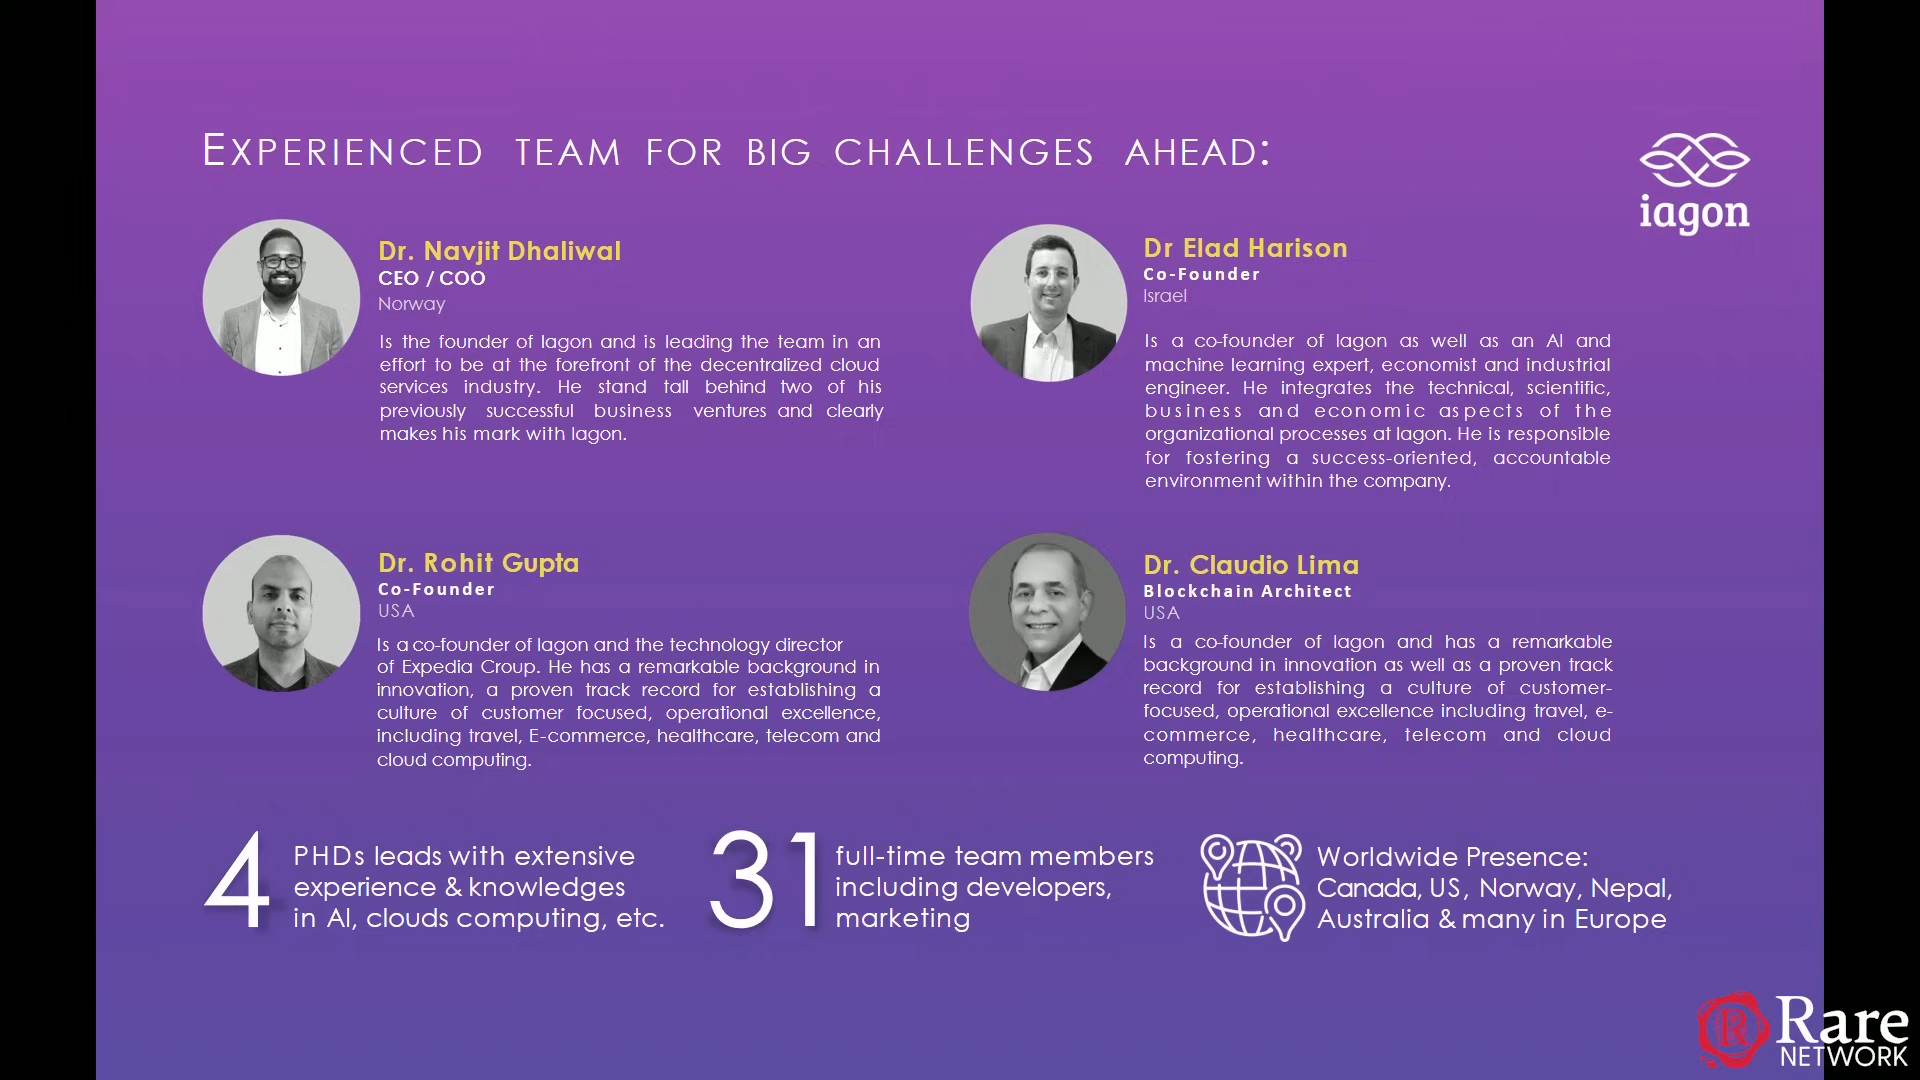 EXPERIENCED TEAM FOR BIG CHALLENGES AHEAD:
iagon
Dr. Navjit Dhaliwal
CEO / COO
Norway
Is the founder of Iagon and is leading the team in an
effort to be at the forefront of the decentralized cloud
services industry. He stand tall behind two of his
previously successful business ventures and clearly
makes his mark with Iagon.
Dr Elad Harison
Co-Founder
Israel
Is a co-founder of Iagon as well as an AI and
machine learning expert, economist and industrial
engineer. He integrates the technical, scientific,
business and economic aspects of the
organizational processes at Iagon. He is responsible
for fostering a success-oriented, accountable
environment within the company.
Dr. Rohit Gupta
Co-Founder
USA
Is a co-founder of Iagon and the technology director
of Expedia Croup. He has a remarkable background in
innovation, a proven track record for establishing a
culture of customer focused, operational excellence,
including travel, E-commerce, healthcare, telecom and
cloud computing.
Dr. Claudio Lima
Blockchain Architect
USA
Is a co-founder of Iagon and has a remarkable
background in innovation as well as a proven track
record for establishing a culture of customer-
focused, operational excellence including travel, e-
commerce, healthcare, telecom and cloud
computing.
4
PHDs leads with extensive
experience & knowledges
in AI, clouds computing, etc.
31
full-time team members
including developers,
marketing
Worldwide Presence:
Canada, US, Norway, Nepal,
Australia & many in Europe
R
Rare
NETWORK